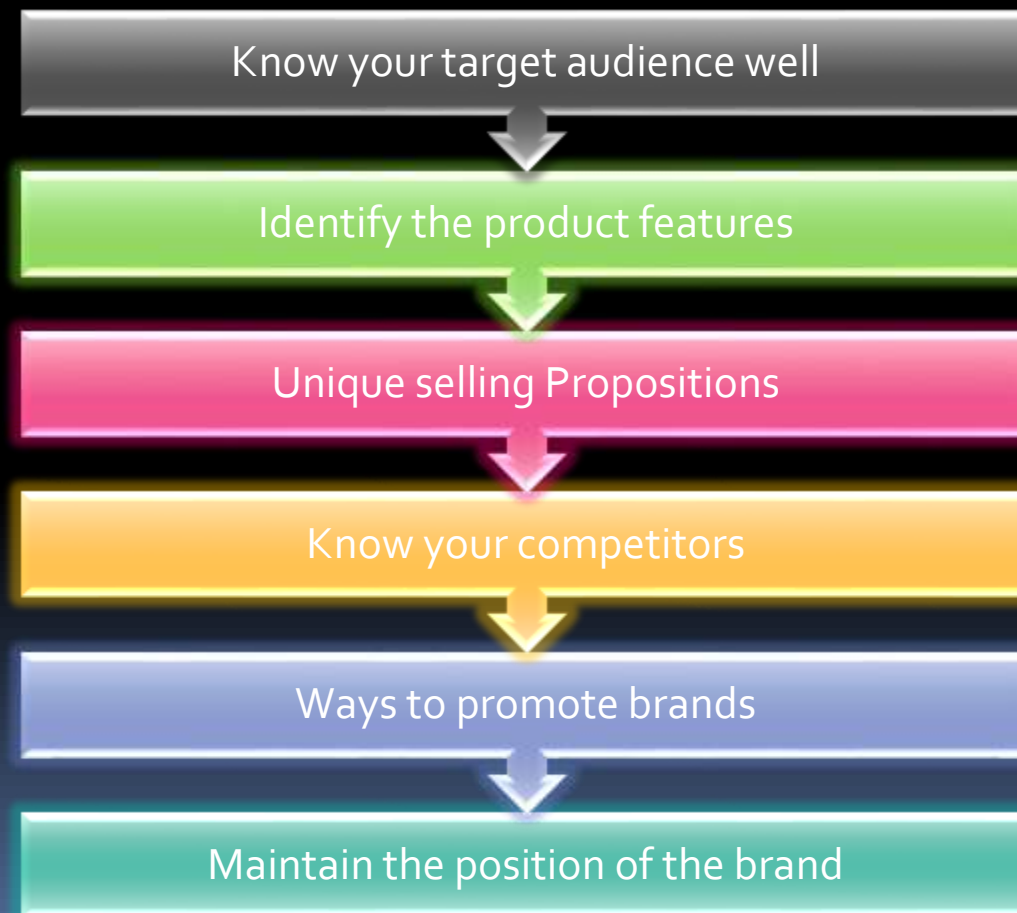 Know your target audience well
Identify the product features
Unique selling Propositions
Know your competitors
Ways to promote brands
Maintain the position of the brand